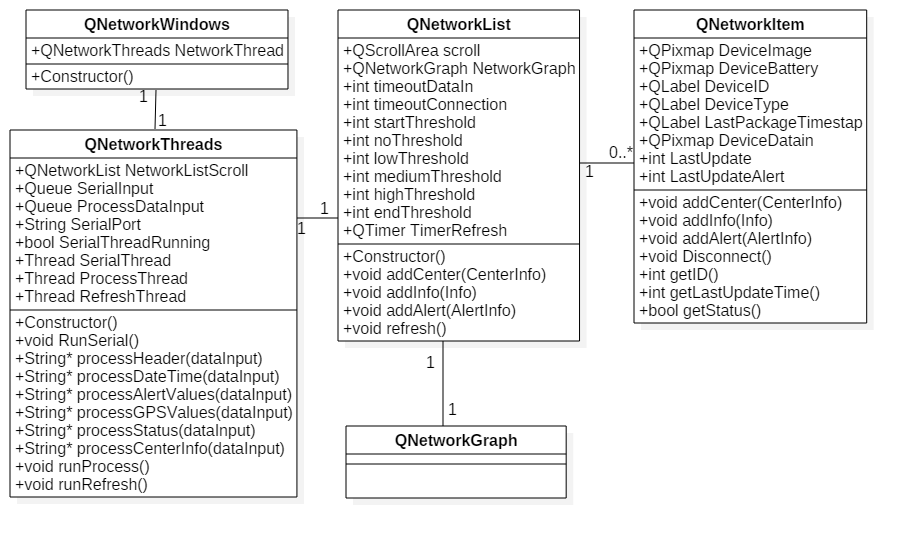 QNetworkWindows
+QNetworkThreads NetworkThread
+Constructor()
1
1
QNetworkThreads
+QNetworkList NetworkListScroll
+Queue SerialInput
+Queue ProcessDataInput
+String SerialPort
+bool SerialThreadRunning
+Thread SerialThread
+Thread ProcessThread
+Thread RefreshThread
+Constructor()
+void RunSerial()
+String* processHeader(dataInput)
+String* processDateTime(dataInput)
+String* processAlertValues(dataInput)
+String* processGPSValues(dataInput)
+String* processStatus(dataInput)
+String* processCenterInfo(dataInput)
+void runProcess()
+void runRefresh()
1
1
QNetworkList
+QScrollArea scroll
+QNetworkGraph NetworkGraph
+int timeoutDataIn
+int timeoutConnection
+int startThreshold
+int noThreshold
+int lowThreshold
+int mediumThreshold
+int highThreshold
+int endThreshold
+QTimer TimerRefresh
+Constructor()
+void addCenter(CenterInfo)
+void addInfo(Info)
+void addAlert(AlertInfo)
+void refresh()
1
1
QNetworkGraph
0..*
1
QNetworkItem
+QPixmap DeviceImage
+QPixmap DeviceBattery
+QLabel DeviceID
+QLabel DeviceType
+QLabel LastPackageTimestap
+QPixmap DeviceDatain
+int LastUpdate
+int LastUpdateAlert
+void addCenter(CenterInfo)
+void addInfo(Info)
+void addAlert(AlertInfo)
+void Disconnect()
+int getID()
+int getLastUpdateTime()
+bool getStatus()